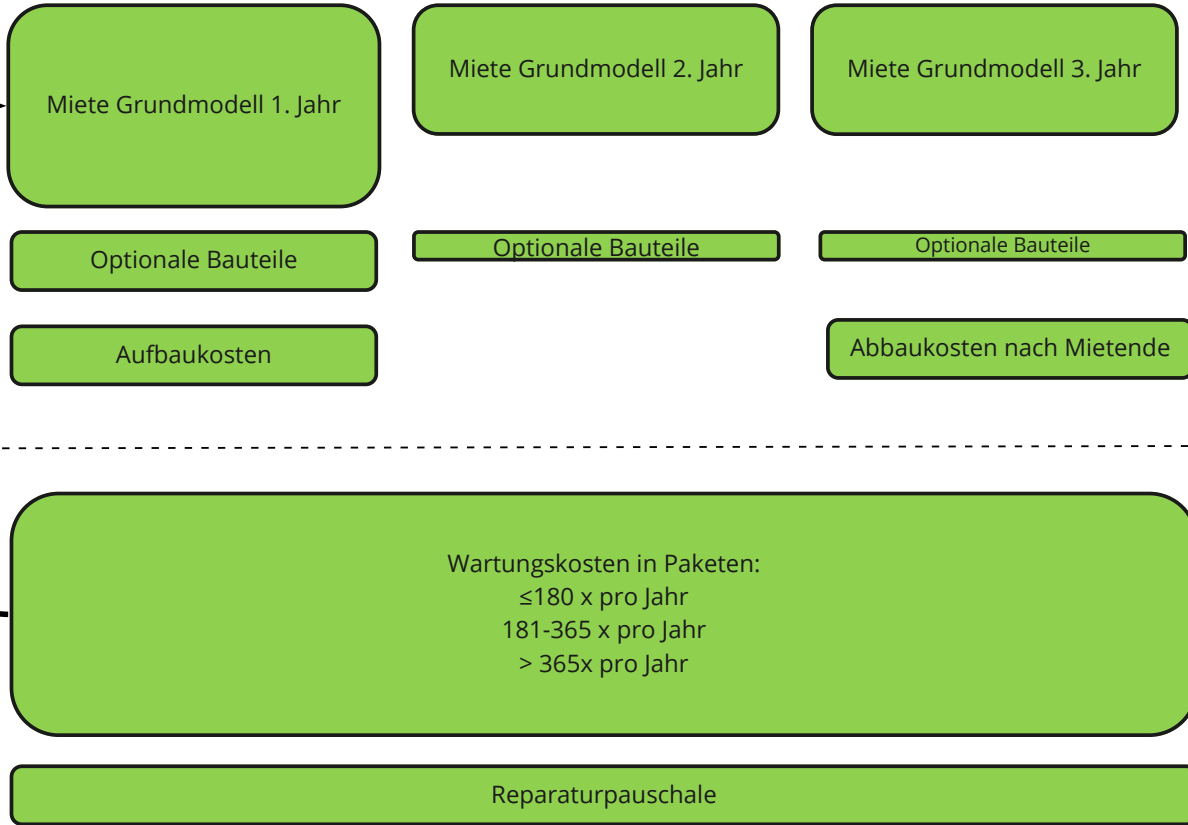 Miete Grundmodell 1. Jahr
Miete Grundmodell 2. Jahr
Miete Grundmodell 3. Jahr
Optionale Bauteile
Optionale Bauteile
Optionale Bauteile
Aufbaukosten
Abbaukosten nach Mietende
Wartungskosten in Paketen:
≤180 x pro Jahr
181-365 x pro Jahr
> 365x pro Jahr
Reparaturpauschale